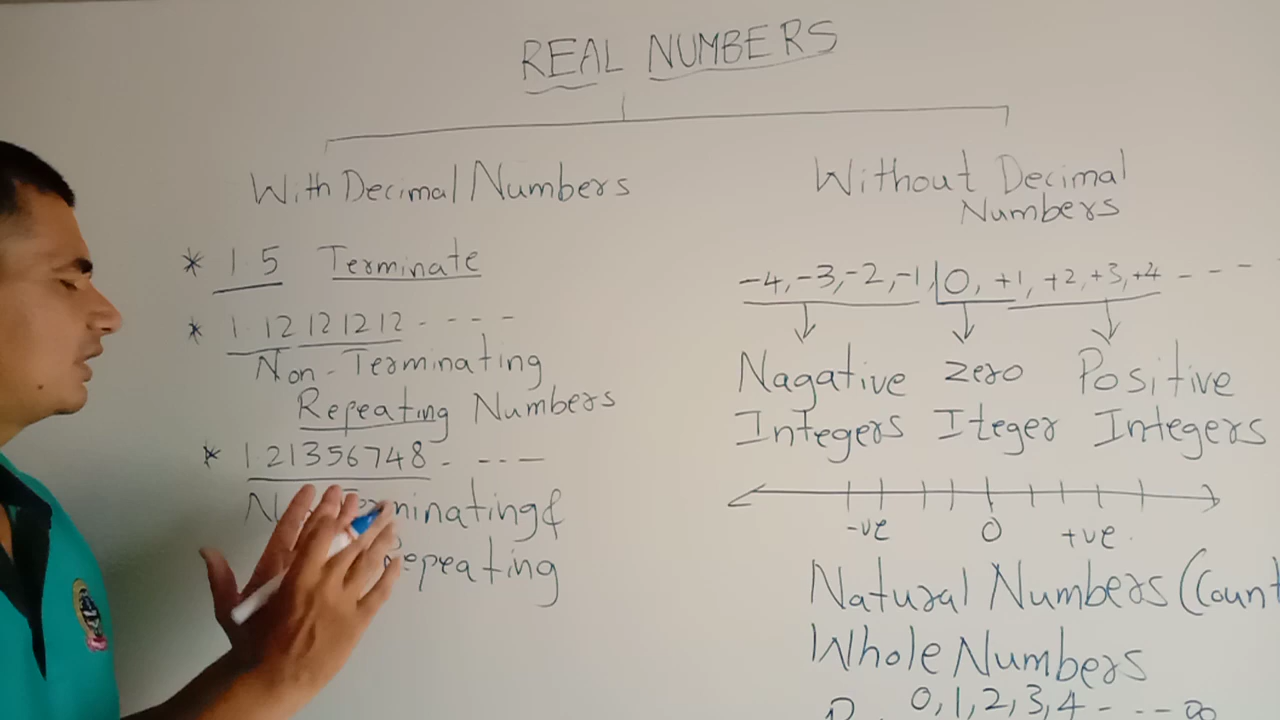 REAL NUMBERS
With Decimal Numbers
* 1.5 Terminate
* 1.12121212 - - - -
Non-Terminating
Repeating Numbers
* 1.21356748 - - - -
Terminating &
Repeating
Without Decimal
Numbers
-4, -3, -2, -1, 0, +1, +2, +3, +4 - - -
Nagative zero Positive
Integers Iteger Integers
-ve 0 +ve
Natural Numbers (Count
Whole Numbers
0, 1, 2, 3, 4 - - - - ∞